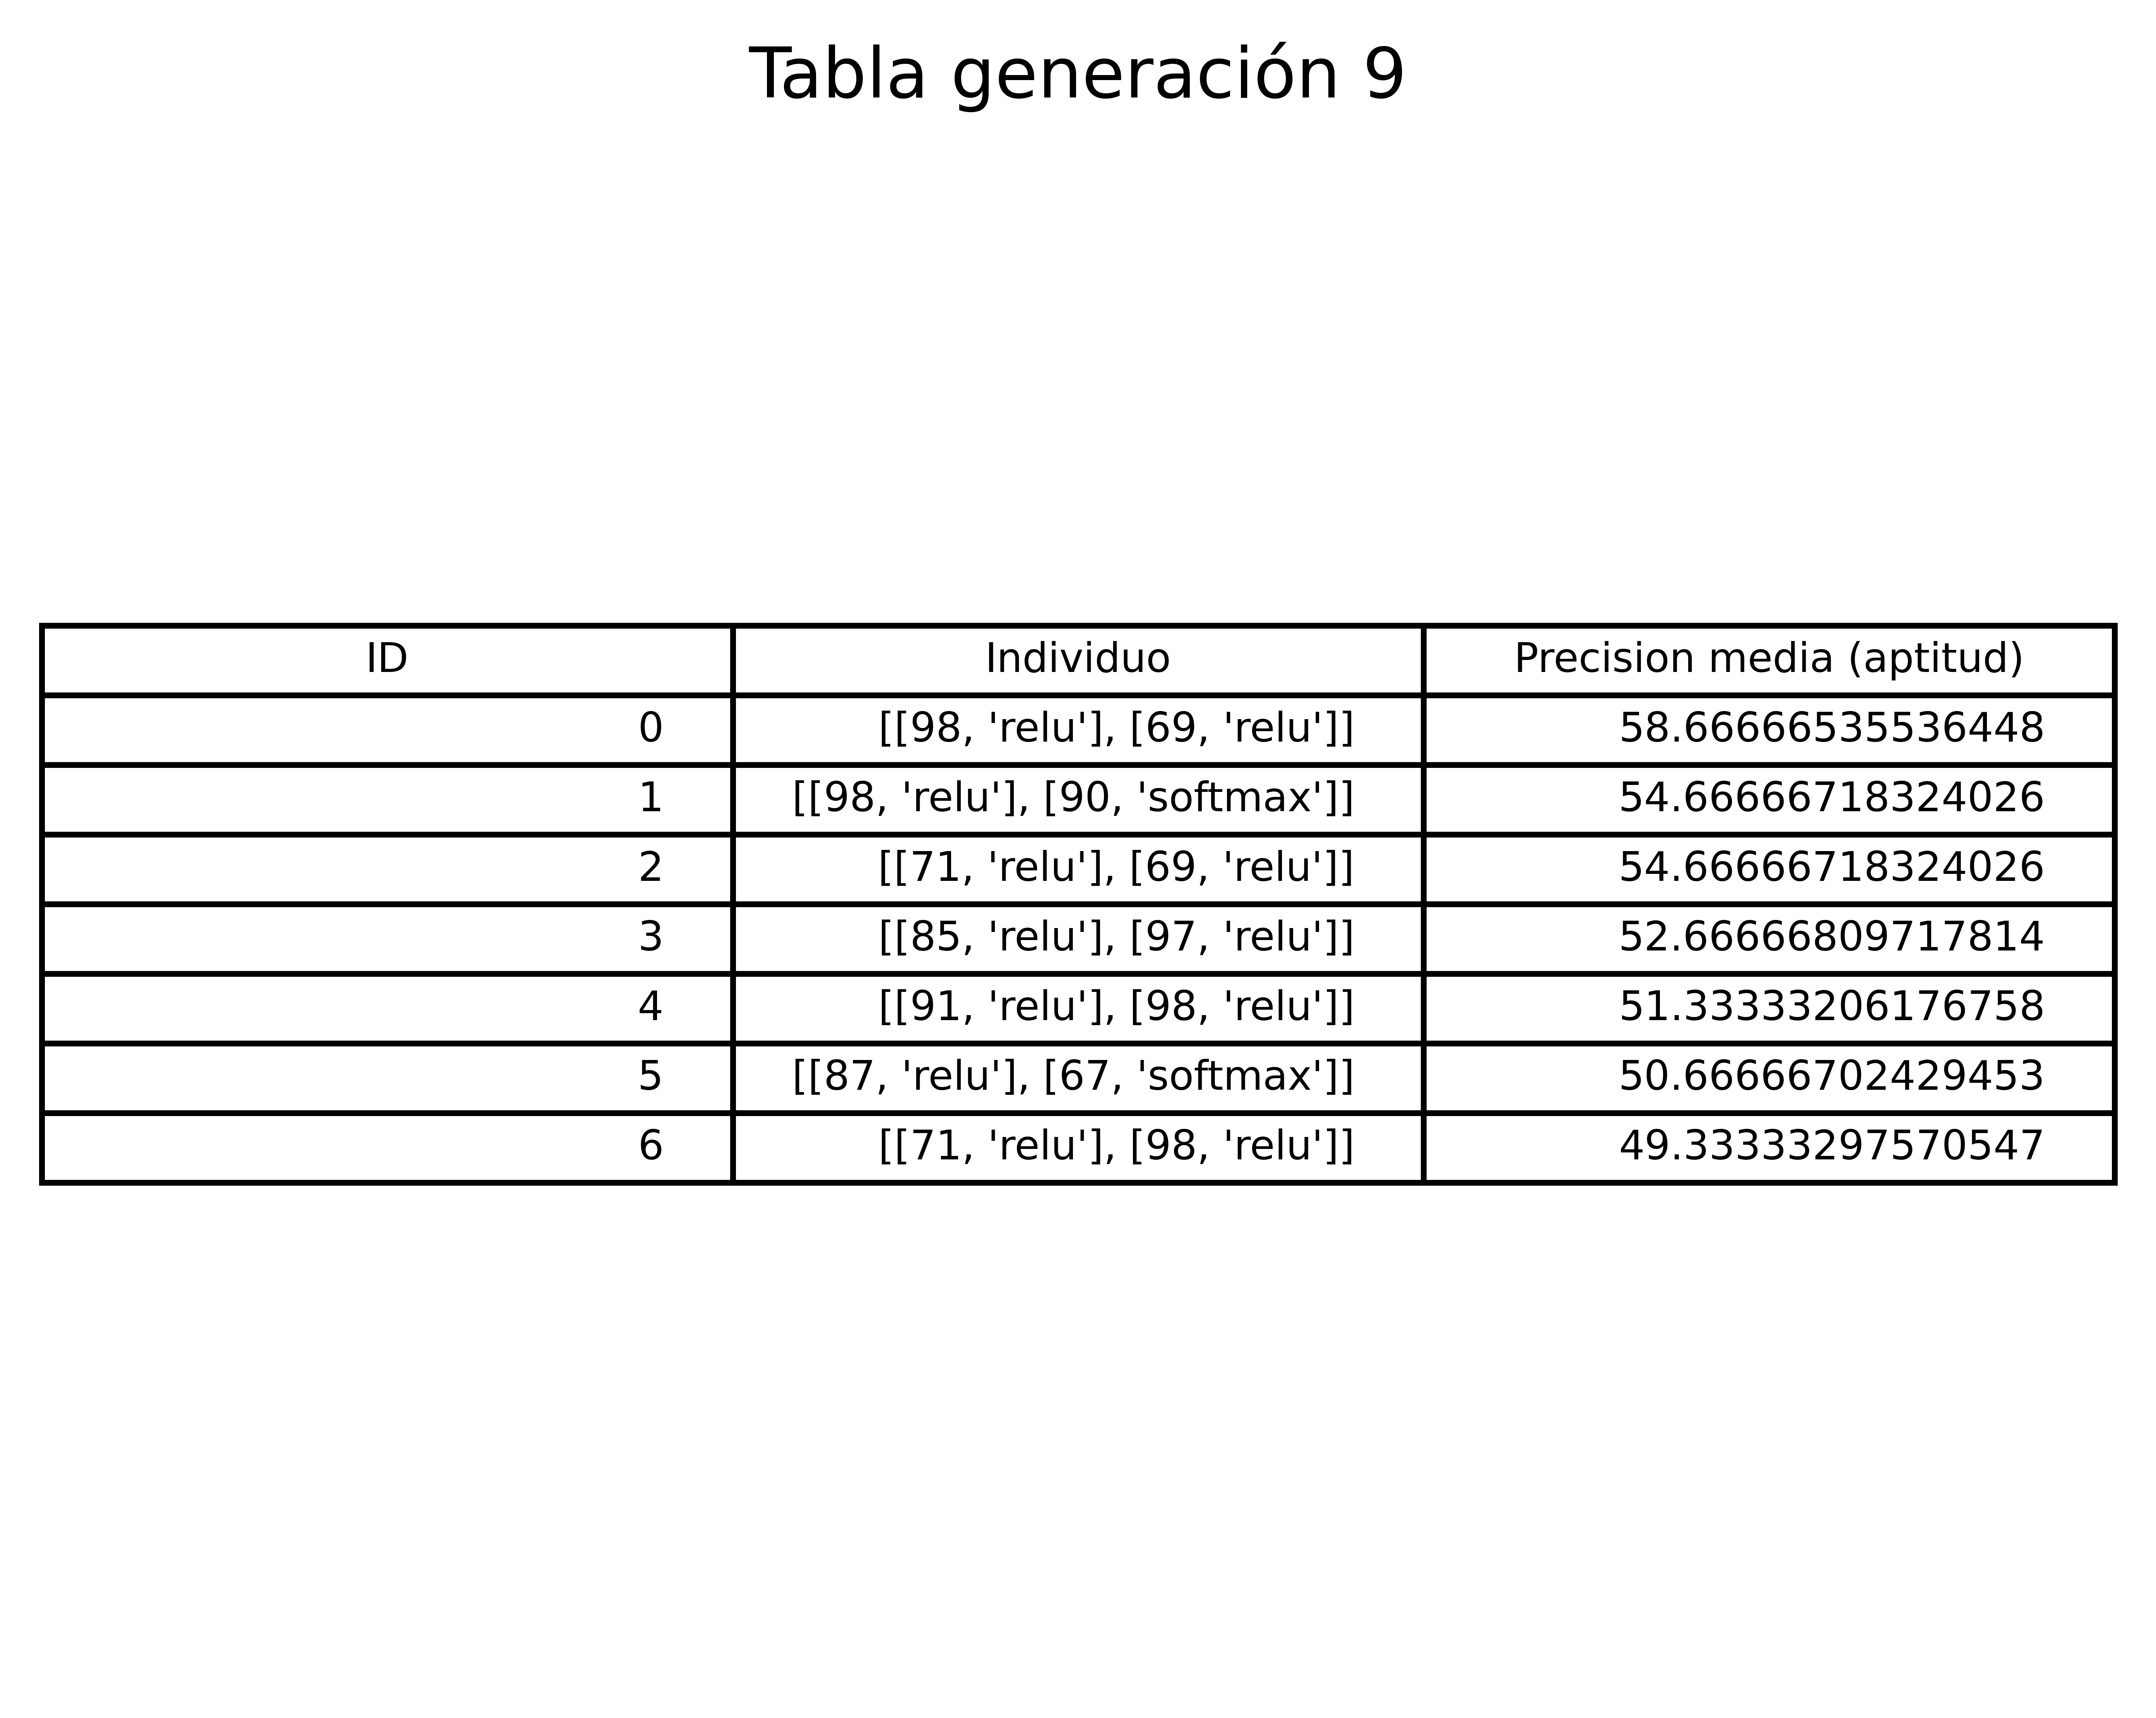 Tabla generación 9
ID Individuo Precision media (aptitud)
0 [[98, 'relu'], [69, 'relu']] 58.66666535536448
1 [[98, 'relu'], [90, 'softmax']] 54.66666718324026
2 [[71, 'relu'], [69, 'relu']] 54.66666718324026
3 [[85, 'relu'], [97, 'relu']] 52.66666809717814
4 [[91, 'relu'], [98, 'relu']] 51.33333206176758
5 [[87, 'relu'], [67, 'softmax']] 50.66666702429453
6 [[71, 'relu'], [98, 'relu']] 49.33333297570547